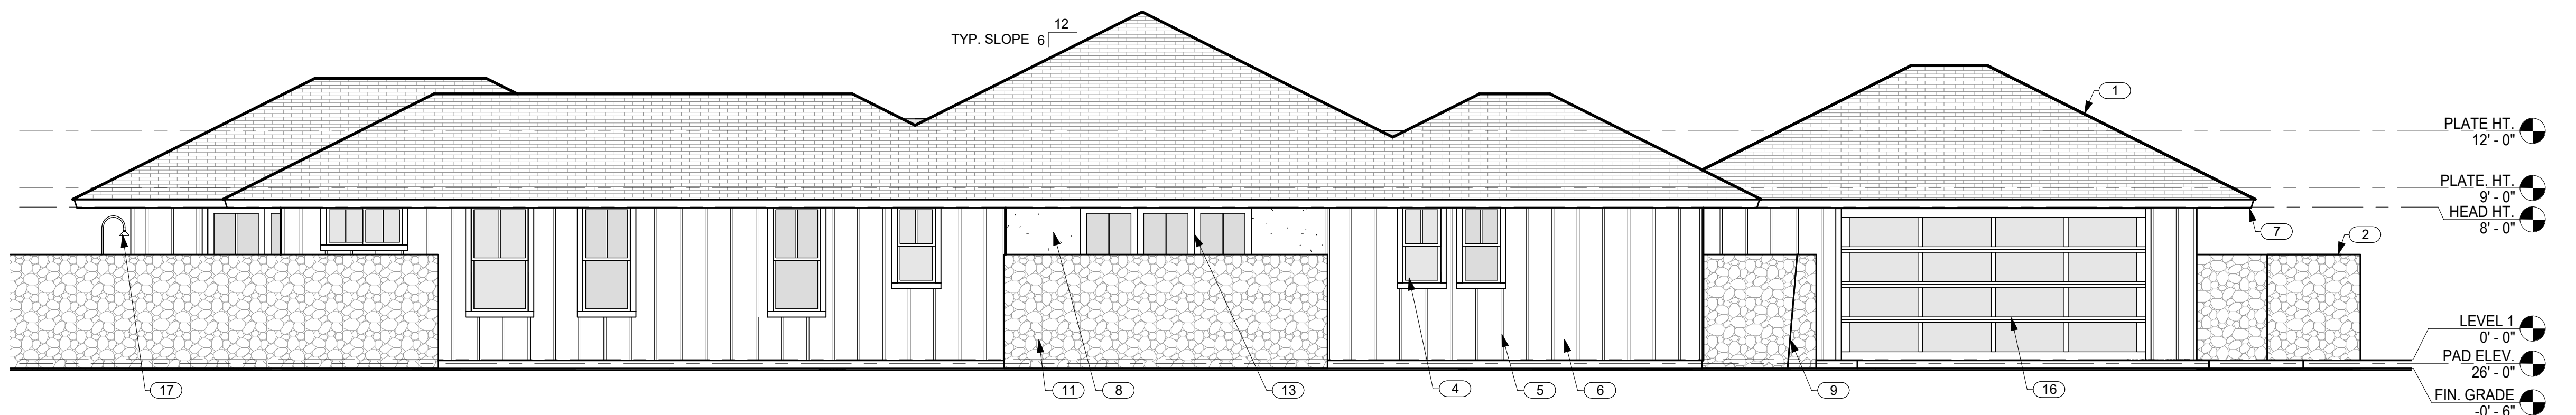 12
TYP. SLOPE 6
1
PLATE HT.
12' - 0"
PLATE. HT.
9' - 0"
HEAD HT.
8' - 0"
7
2
LEVEL 1
0' - 0"
PAD ELEV.
26' - 0"
FIN. GRADE
-0' - 6"
17
11
8
13
4
5
6
9
16